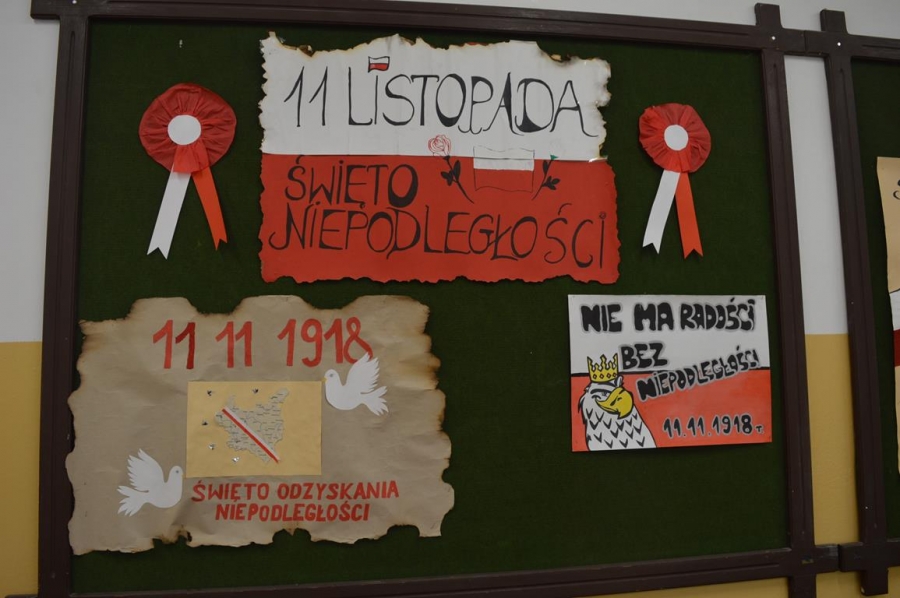 11 LISTOPADA
ŚWIĘTO
NIEPODLEGŁOŚCI
11 11 1918
ŚWIĘTO ODZYSKANIA
NIEPODLEGŁOŚCI
NIE MA RADOŚCI
BEZ
NIEPODLEGŁOŚCI
11.11.1918 r.